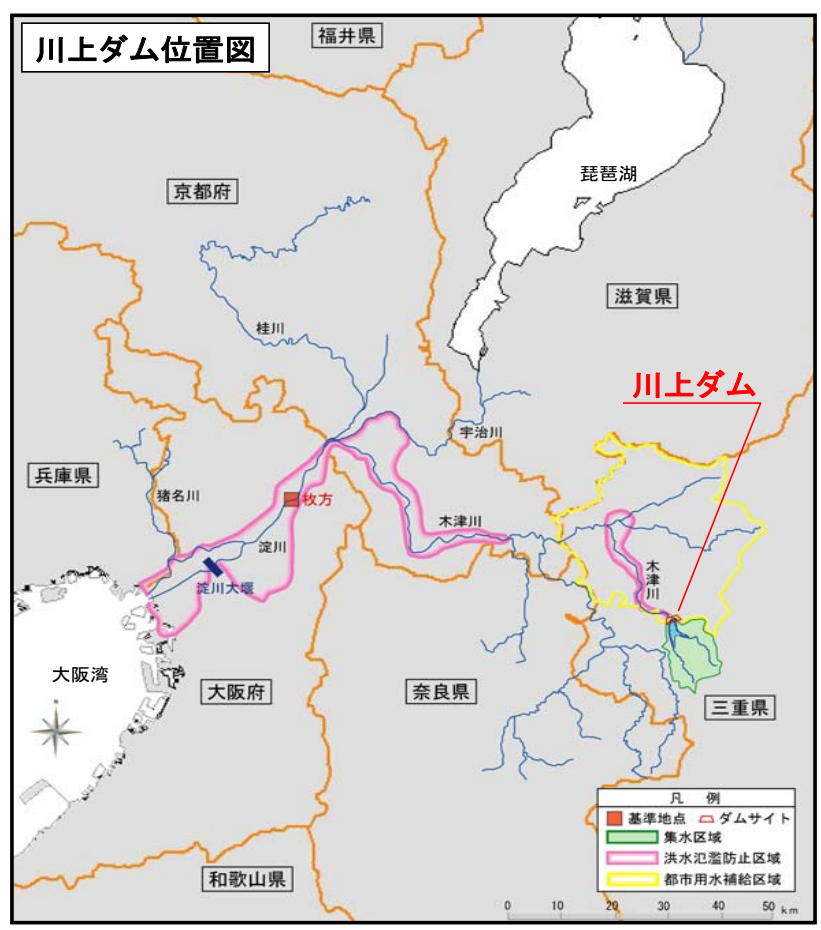 川上ダム位置図
福井県
琵琶湖
京都府
滋賀県
桂川
川上ダム
宇治川
兵庫県
猪名川
枚方
木津川
淀川
木津川
淀川大堰
大阪湾
大阪府
奈良県
三重県
凡 例
基準地点 ダムサイト
集水区域
洪水氾濫防止区域
都市用水補給区域
和歌山県
0 10 20 30 40 50 km